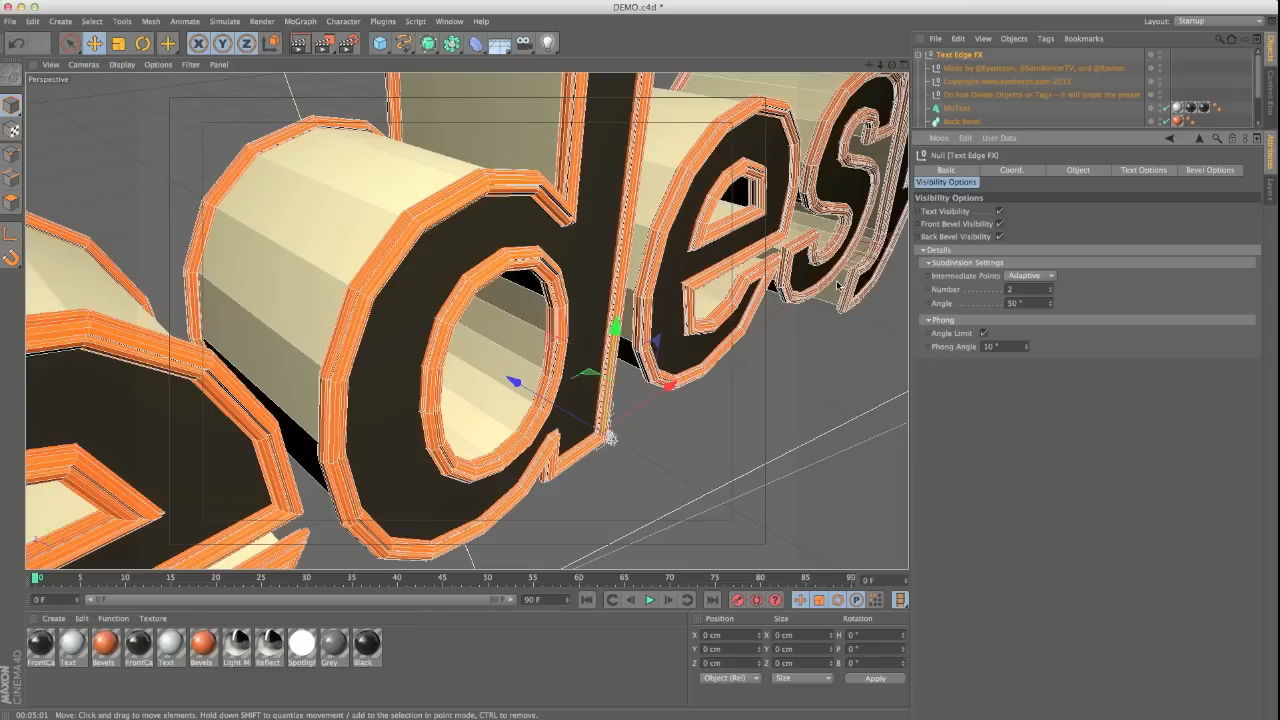 DEMO.c4d *
File Edit Create Select Tools Mesh Animate Simulate Render MoGraph Character Plugins Script Window Help
Layout: Startup
X Y Z
File Edit View Objects Tags Bookmarks
Text Edge FX
Made by @Eyedesyn, @SamWelkerTV, and @Rovloo
Copyright www.eyedesyn.com 2012
Do Not Delete Objects or Tags - It will break the preset
MoText
Back Bevel
Objects
Content Brow
Attributes
Layers
View Cameras Display Options Filter Panel
Perspective
Mode Edit User Data
Null [Text Edge FX]
Basic Coord. Object Text Options Bevel Options
Visibility Options
Visibility Options
Text Visibility
Front Bevel Visibility
Back Bevel Visibility
Details
Subdivision Settings
Intermediate Points Adaptive
Number 2
Angle 50 °
Phong
Angle Limit
Phong Angle 10 °
des
0 5 10 15 20 25 30 35 40 45 50 55 60 65 70 75 80 85 90 0 F
0 F 0 F 90 F 90 F
P
Create Edit Function Texture
FrontCa Text Bevels FrontCa Text Bevels Light M Reflect Spotligh Grey Black
Position Size Rotation
X 0 cm X 0 cm H 0 °
Y 0 cm Y 0 cm P 0 °
Z 0 cm Z 0 cm B 0 °
Object (Rel) Size Apply
MAXON
CINEMA 4D
00:05:01 Move: Click and drag to move elements. Hold down SHIFT to quantize movement / add to the selection in point mode, CTRL to remove.